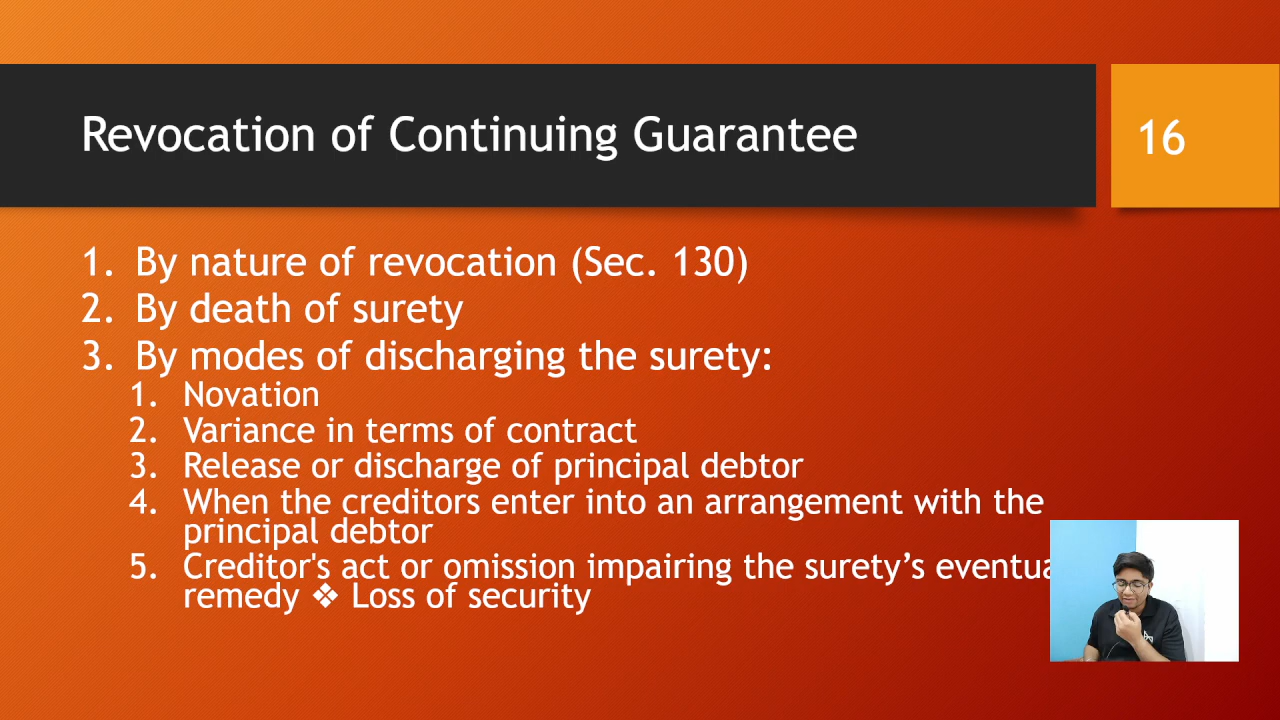 Revocation of Continuing Guarantee
16
1. By nature of revocation (Sec. 130)
2. By death of surety
3. By modes of discharging the surety:
1. Novation
2. Variance in terms of contract
3. Release or discharge of principal debtor
4. When the creditors enter into an arrangement with the
principal debtor
5. Creditor's act or omission impairing the surety’s eventua
remedy ❖ Loss of security